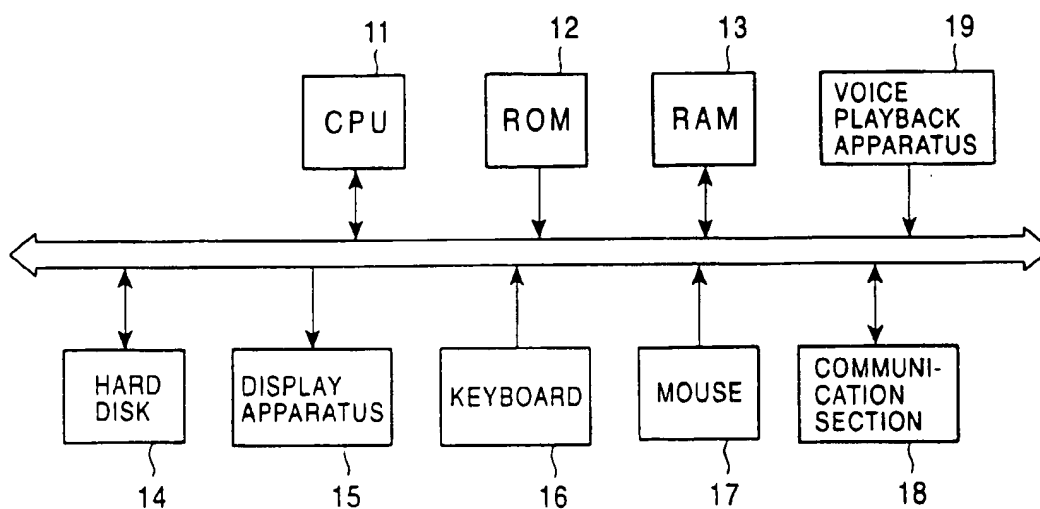 11
12
13
19
CPU
ROM
RAM
VOICE
PLAYBACK
APPARATUS
HARD
DISK
DISPLAY
APPARATUS
KEYBOARD
MOUSE
COMMUNI-
CATION
SECTION
14
15
16
17
18